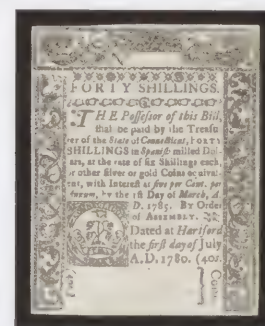 FORTY SHILLINGS.
THE Poſſeſſor of this Bill,
ſhall be paid by the Treaſu-
rer of the State of Connecticut, FORTY
SHILLINGS in Spaniſh milled Dol-
lars, at the rate of ſix Shillings each,
or other ſilver or gold Coins equival-
ent, with Intereſt at five per Cent. per
Annum, by the 1ſt Day of March, A.
D. 1785. BY Order
of ASSEMBLY.
Dated at Hartford
the firſt day of July
A.D. 1780. (40s.